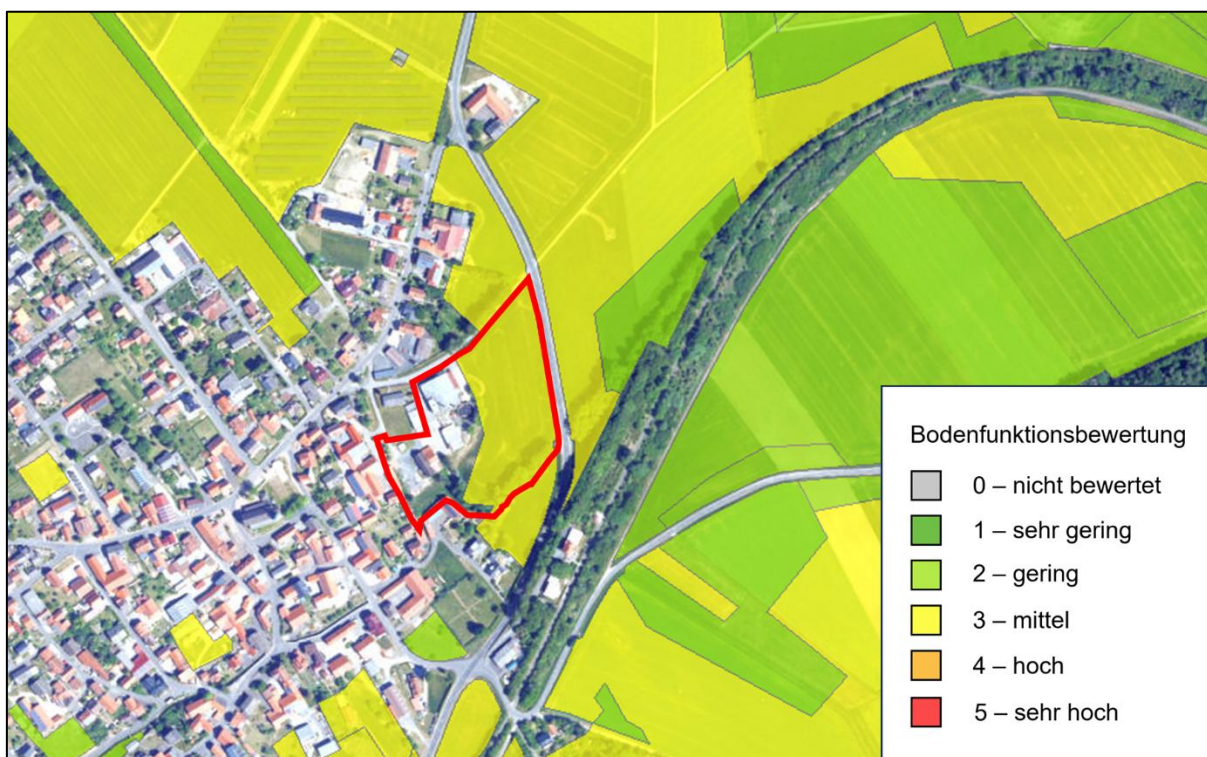 Bodenfunktionsbewertung
0 – nicht bewertet
1 – sehr gering
2 – gering
3 – mittel
4 – hoch
5 – sehr hoch